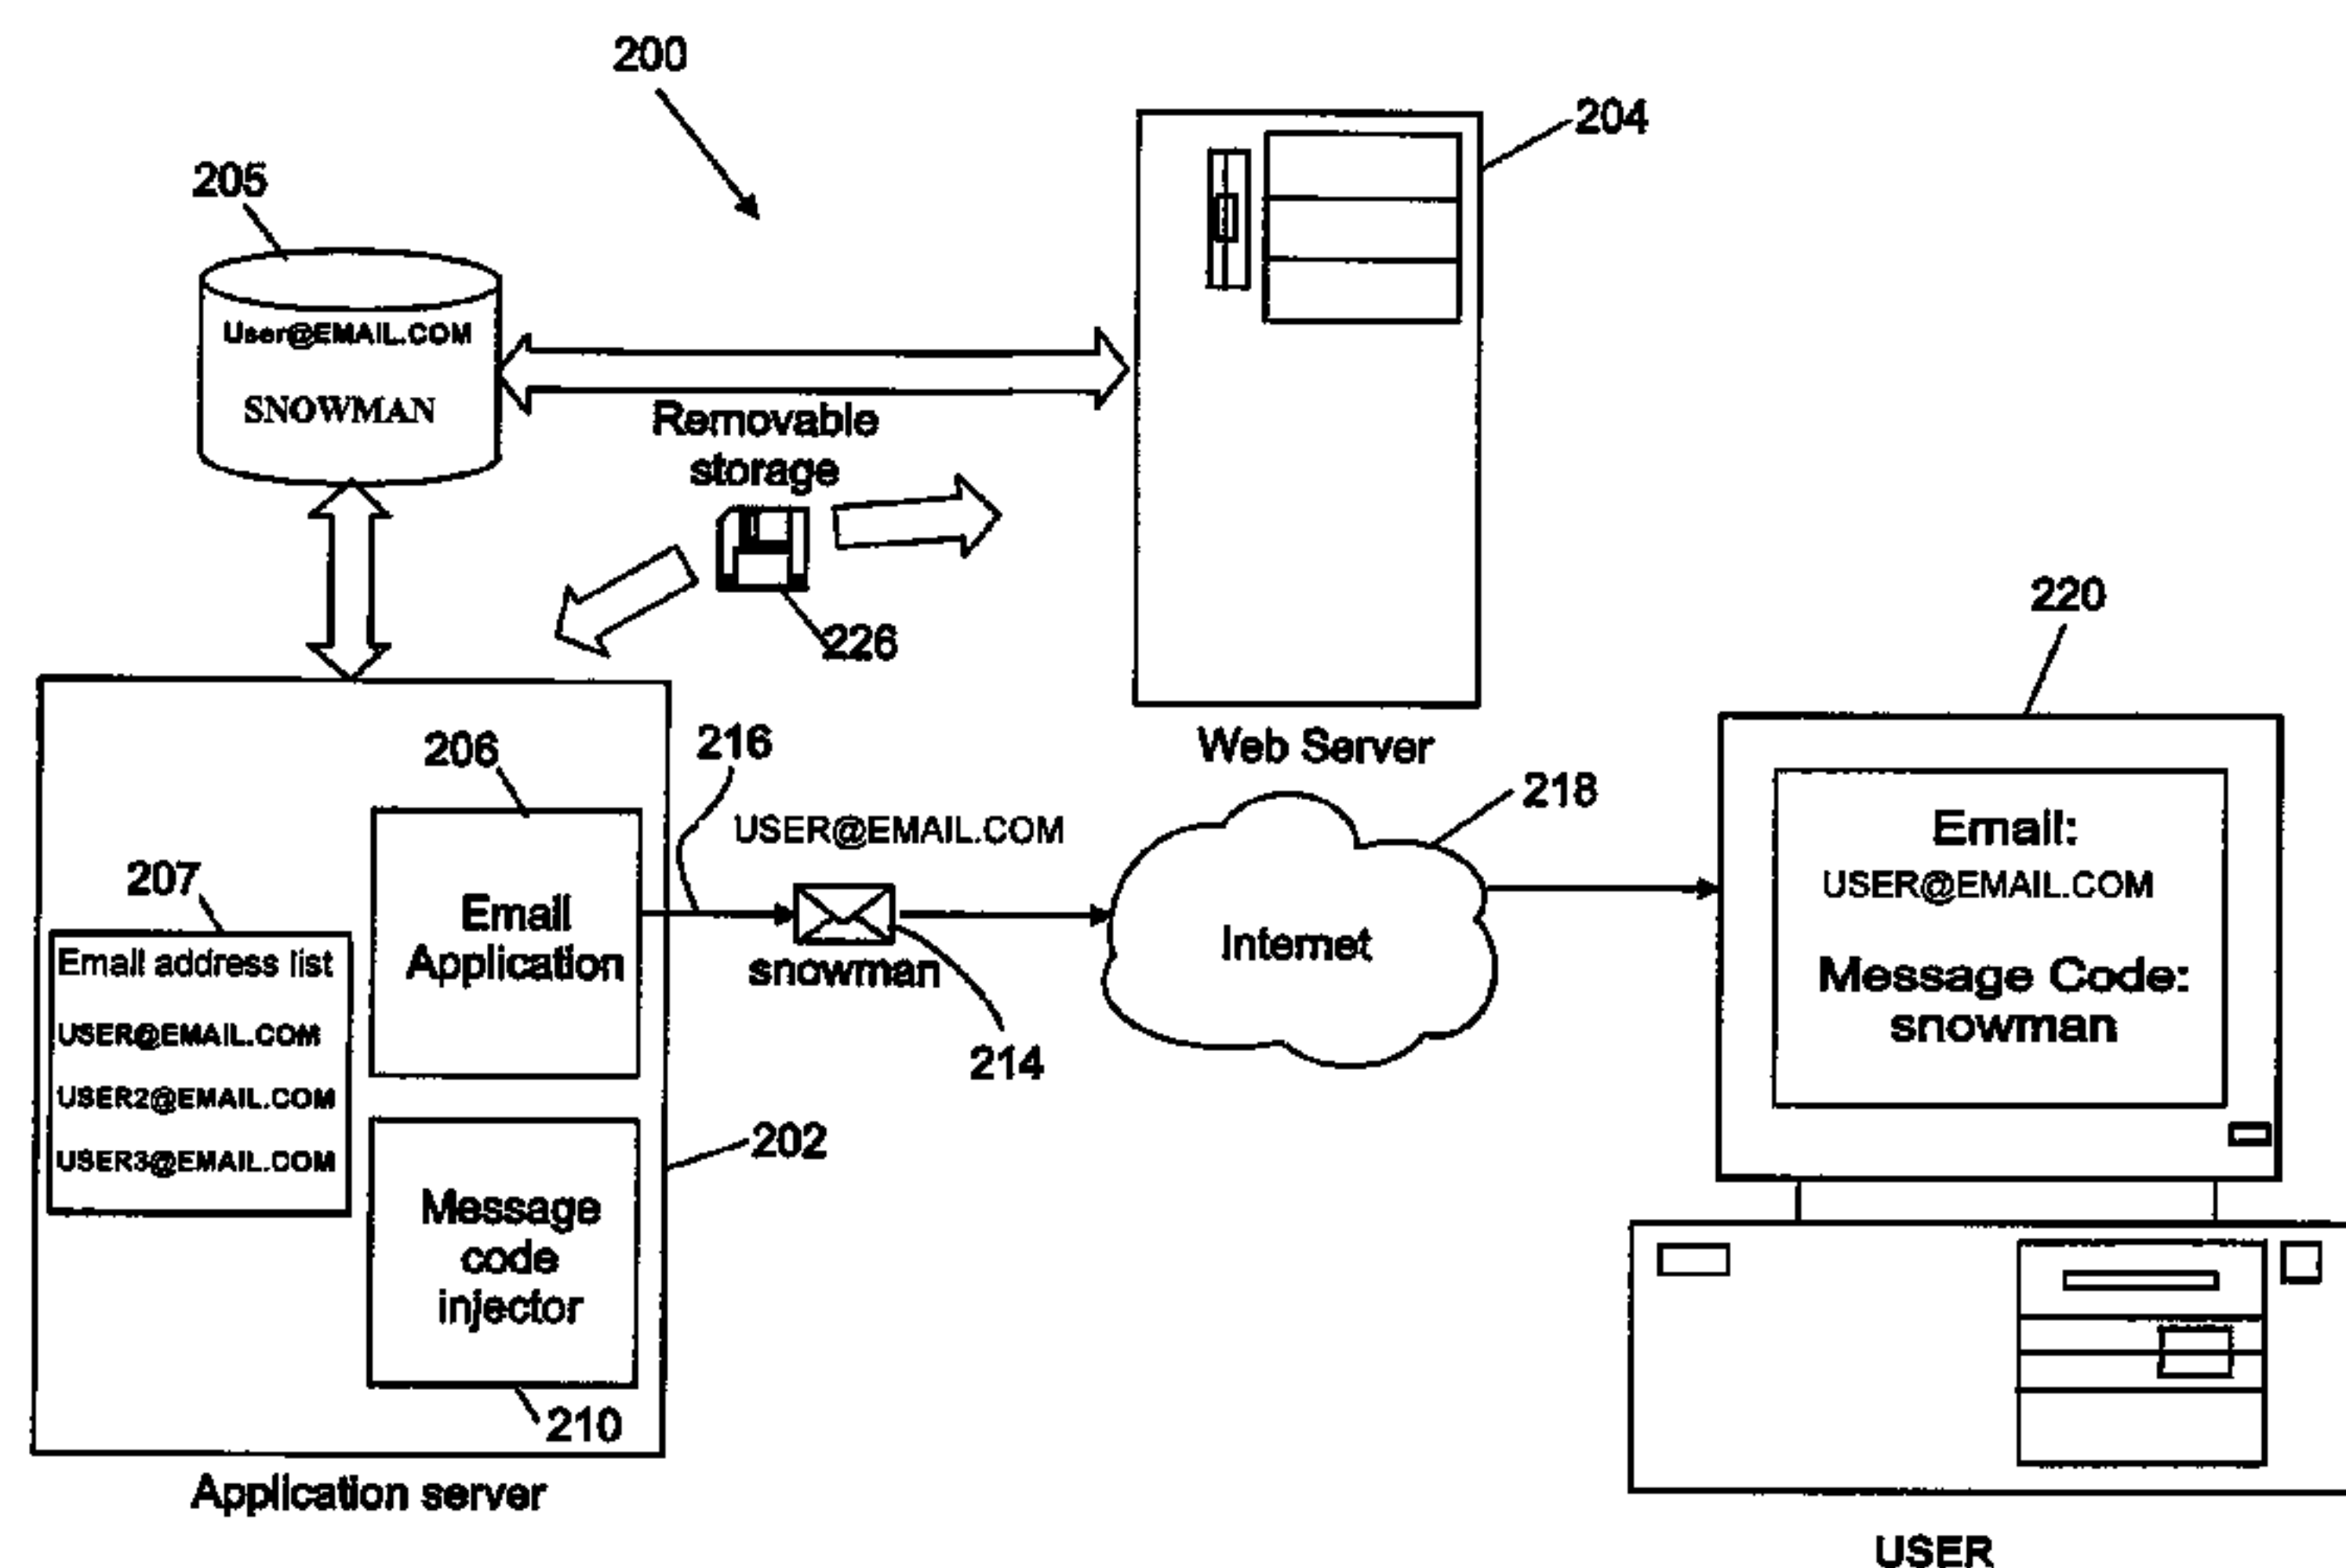 200
204
205
User@EMAIL.COM
SNOWMAN
Removable
storage
226
220
Web Server
206
216
218
USER@EMAIL.COM
Email:
USER@EMAIL.COM
207
Email
Application
Internet
snowman
Message Code:
snowman
Email address list
USER@EMAIL.COM
USER2@EMAIL.COM
USER3@EMAIL.COM
214
202
Message
code
injector
210
Application server
USER